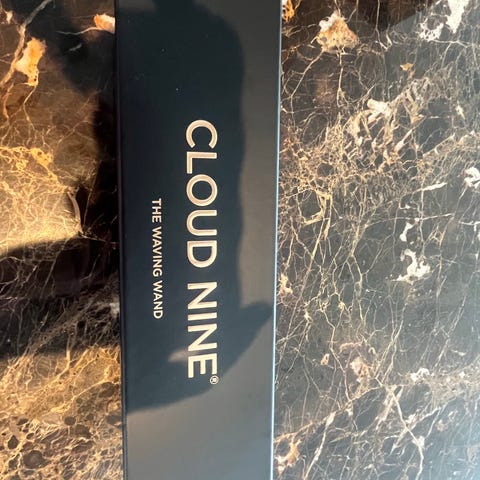 CLOUD NINE®
THE WAVING WAND